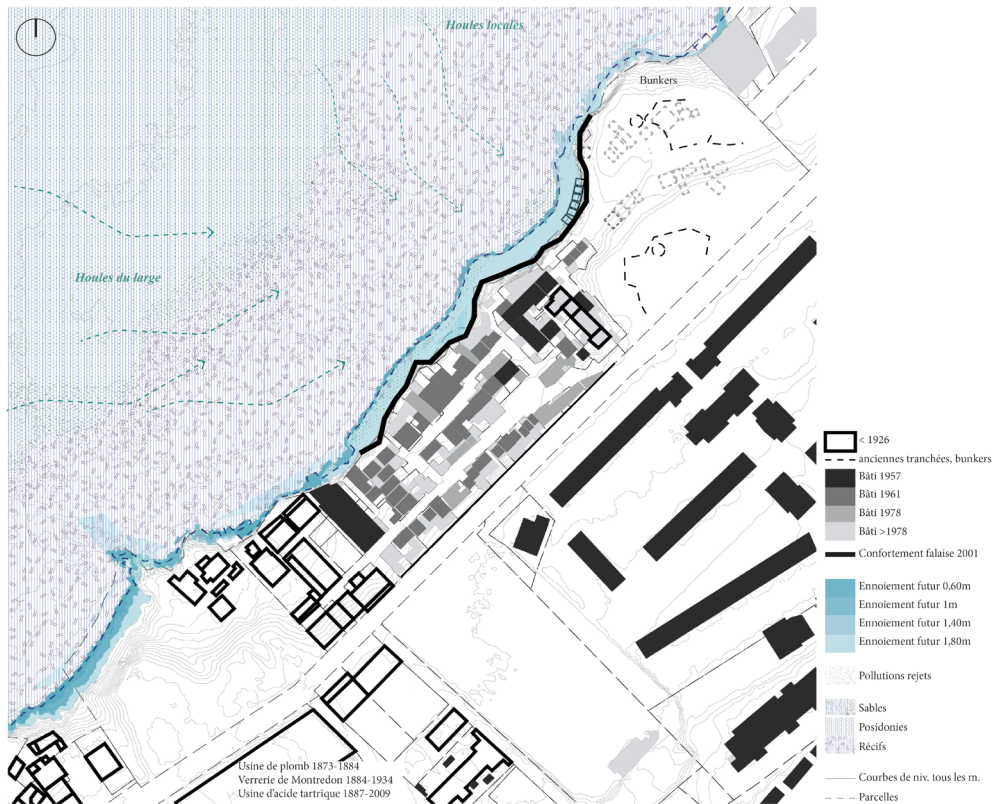 Houles locales
Bunkers
Houles du large
< 1926
anciennes tranchées, bunkers
Bâti 1957
Bâti 1961
Bâti 1978
Bâti >1978
Confortement falaise 2001
Ennoiement futur 0,60m
Ennoiement futur 1m
Ennoiement futur 1,40m
Ennoiement futur 1,80m
Pollutions rejets
Sables
Posidonies
Récifs
Courbes de niv. tous les m.
Parcelles
Usine de plomb 1873-1884
Verrerie de Montredon 1884-1934
Usine d'acide tartrique 1887-2009